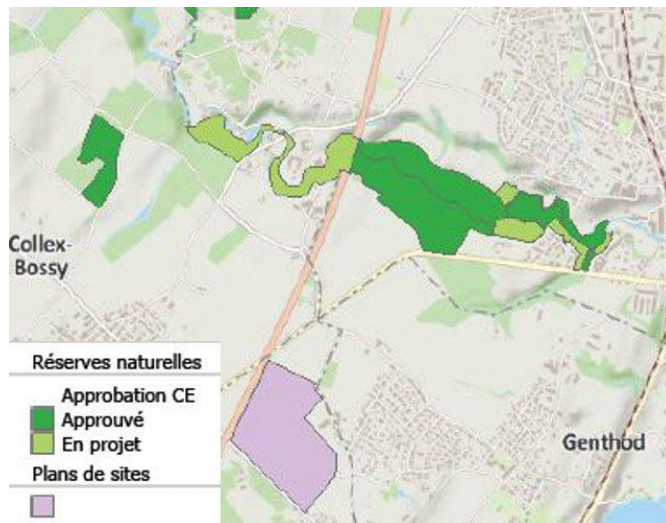 Collex-
Bossy
Réserves naturelles
Approbation CE
Approuvé
En projet
Plans de sites
Genthod